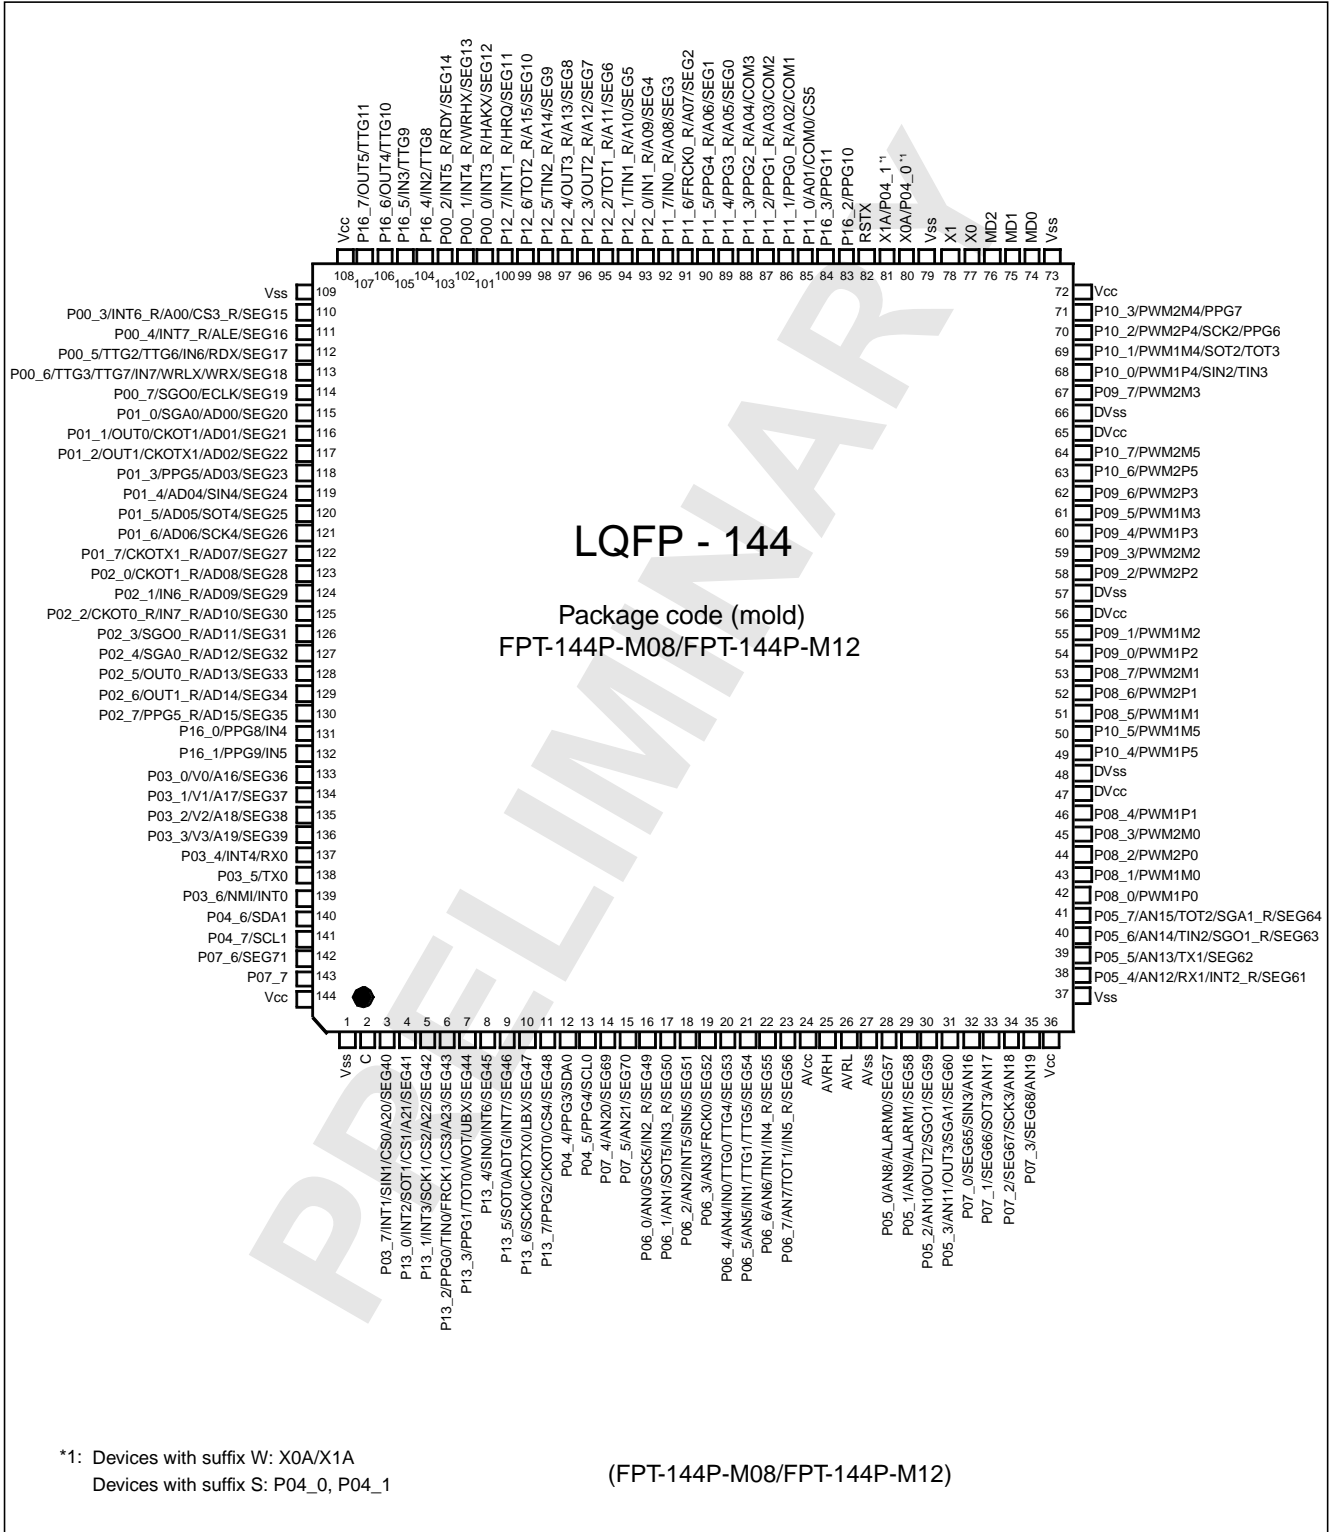 Vcc
P16_7/OUT5/TTG11
P16_6/OUT4/TTG10
P16_5/IN3/TTG9
P16_4/IN2/TTG8
P00_2/INT5_R/RDY/SEG14
P00_1/INT4_R/WRHX/SEG13
P00_0/INT3_R/HAKX/SEG12
P12_7/INT1_R/HRQ/SEG11
P12_6/TOT2_R/A15/SEG10
P12_5/TIN2_R/A14/SEG9
P12_4/OUT3_R/A13/SEG8
P12_3/OUT2_R/A12/SEG7
P12_2/TOT1_R/A11/SEG6
P12_1/TIN1_R/A10/SEG5
P12_0/IN1_R/A09/SEG4
P11_7/IN0_R/A08/SEG3
P11_6/FRCK0_R/A07/SEG2
P11_5/PPG4_R/A06/SEG1
P11_4/PPG3_R/A05/SEG0
P11_3/PPG2_R/A04/COM3
P11_2/PPG1_R/A03/COM2
P11_1/PPG0_R/A02/COM1
P11_0/A01/COM0/CS5
P16_3/PPG11
P16_2/PPG10
RSTX
X1A/P04_1 *1
X0A/P04_0 *1
Vss
X1
X0
MD2
MD1
MD0
Vss
108 107 106 105 104 103 102 101 100 99 98 97 96 95 94 93 92 91 90 89 88 87 86 85 84 83 82 81 80 79 78 77 76 75 74 73
Vss 109
P00_3/INT6_R/A00/CS3_R/SEG15 110
P00_4/INT7_R/ALE/SEG16 111
P00_5/TTG2/TTG6/IN6/RDX/SEG17 112
P00_6/TTG3/TTG7/IN7/WRLX/WRX/SEG18 113
P00_7/SGO0/ECLK/SEG19 114
P01_0/SGA0/AD00/SEG20 115
P01_1/OUT0/CKOT1/AD01/SEG21 116
P01_2/OUT1/CKOTX1/AD02/SEG22 117
P01_3/PPG5/AD03/SEG23 118
P01_4/AD04/SIN4/SEG24 119
P01_5/AD05/SOT4/SEG25 120
P01_6/AD06/SCK4/SEG26 121
P01_7/CKOTX1_R/AD07/SEG27 122
P02_0/CKOT1_R/AD08/SEG28 123
P02_1/IN6_R/AD09/SEG29 124
P02_2/CKOT0_R/IN7_R/AD10/SEG30 125
P02_3/SGO0_R/AD11/SEG31 126
P02_4/SGA0_R/AD12/SEG32 127
P02_5/OUT0_R/AD13/SEG33 128
P02_6/OUT1_R/AD14/SEG34 129
P02_7/PPG5_R/AD15/SEG35 130
P16_0/PPG8/IN4 131
P16_1/PPG9/IN5 132
P03_0/V0/A16/SEG36 133
P03_1/V1/A17/SEG37 134
P03_2/V2/A18/SEG38 135
P03_3/V3/A19/SEG39 136
P03_4/INT4/RX0 137
P03_5/TX0 138
P03_6/NMI/INT0 139
P04_6/SDA1 140
P04_7/SCL1 141
P07_6/SEG71 142
P07_7 143
Vcc 144
LQFP - 144
Package code (mold)
FPT-144P-M08/FPT-144P-M12
PRELIMINARY
72 Vcc
71 P10_3/PWM2M4/PPG7
70 P10_2/PWM2P4/SCK2/PPG6
69 P10_1/PWM1M4/SOT2/TOT3
68 P10_0/PWM1P4/SIN2/TIN3
67 P09_7/PWM2M3
66 DVss
65 DVcc
64 P10_7/PWM2M5
63 P10_6/PWM2P5
62 P09_6/PWM2P3
61 P09_5/PWM1M3
60 P09_4/PWM1P3
59 P09_3/PWM2M2
58 P09_2/PWM2P2
57 DVss
56 DVcc
55 P09_1/PWM1M2
54 P09_0/PWM1P2
53 P08_7/PWM2M1
52 P08_6/PWM2P1
51 P08_5/PWM1M1
50 P10_5/PWM1M5
49 P10_4/PWM1P5
48 DVss
47 DVcc
46 P08_4/PWM1P1
45 P08_3/PWM2M0
44 P08_2/PWM2P0
43 P08_1/PWM1M0
42 P08_0/PWM1P0
41 P05_7/AN15/TOT2/SGA1_R/SEG64
40 P05_6/AN14/TIN2/SGO1_R/SEG63
39 P05_5/AN13/TX1/SEG62
38 P05_4/AN12/RX1/INT2_R/SEG61
37 Vss
1 2 3 4 5 6 7 8 9 10 11 12 13 14 15 16 17 18 19 20 21 22 23 24 25 26 27 28 29 30 31 32 33 34 35 36
Vss
C
P03_7/INT1/SIN1/CS0/A20/SEG40
P13_0/INT2/SOT1/CS1/A21/SEG41
P13_1/INT3/SCK1/CS2/A22/SEG42
P13_2/PPG0/TIN0/FRCK1/CS3/A23/SEG43
P13_3/PPG1/TOT0/WOT/UBX/SEG44
P13_4/SIN0/INT6/SEG45
P13_5/SOT0/ADTG/INT7/SEG46
P13_6/SCK0/CKOTX0/LBX/SEG47
P13_7/PPG2/CKOT0/CS4/SEG48
P04_4/PPG3/SDA0
P04_5/PPG4/SCL0
P07_4/AN20/SEG69
P07_5/AN21/SEG70
P06_0/AN0/SCK5/IN2_R/SEG49
P06_1/AN1/SOT5/IN3_R/SEG50
P06_2/AN2/INT5/SIN5/SEG51
P06_3/AN3/FRCK0/SEG52
P06_4/AN4/IN0/TTG0/TTG4/SEG53
P06_5/AN5/IN1/TTG1/TTG5/SEG54
P06_6/AN6/TIN1/IN4_R/SEG55
P06_7/AN7/TOT1//IN5_R/SEG56
AVcc
AVRH
AVRL
AVss
P05_0/AN8/ALARM0/SEG57
P05_1/AN9/ALARM1/SEG58
P05_2/AN10/OUT2/SGO1/SEG59
P05_3/AN11/OUT3/SGA1/SEG60
P07_0/SEG65/SIN3/AN16
P07_1/SEG66/SOT3/AN17
P07_2/SEG67/SCK3/AN18
P07_3/SEG68/AN19
Vcc
*1: Devices with suffix W: X0A/X1A
Devices with suffix S: P04_0, P04_1
(FPT-144P-M08/FPT-144P-M12)